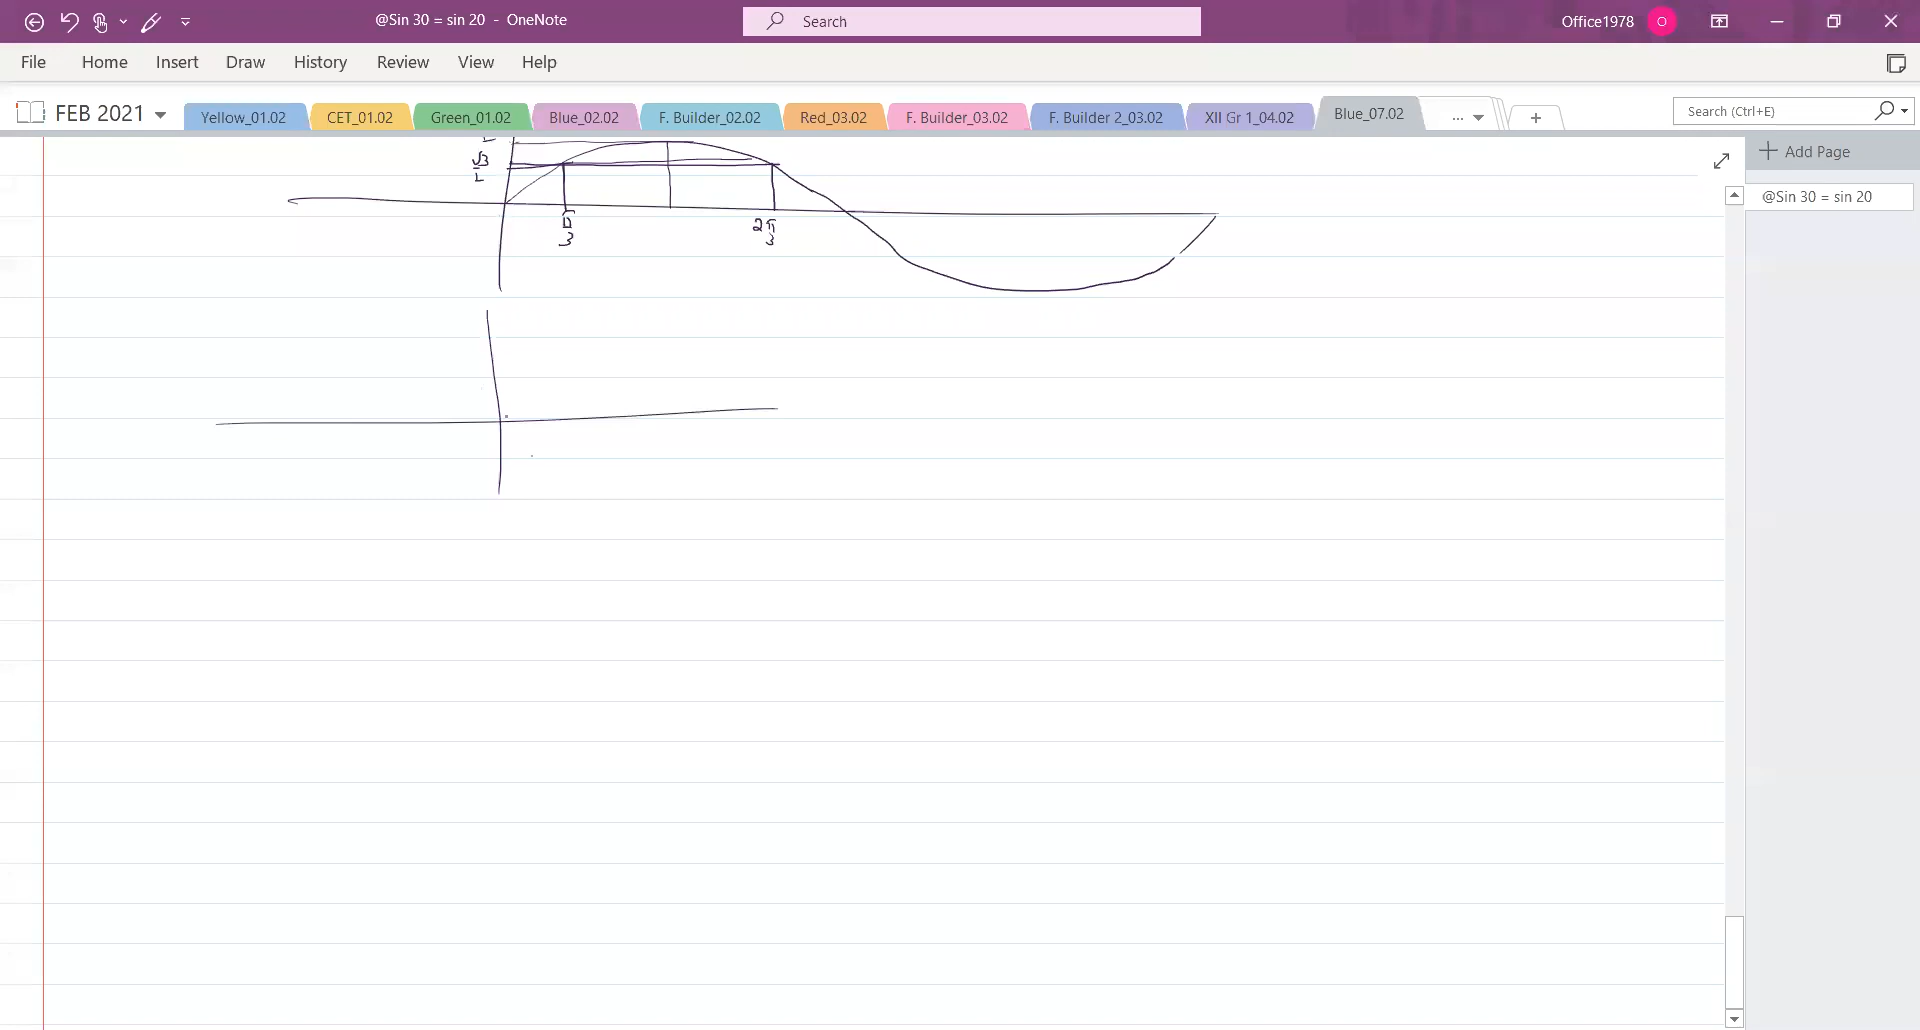 @Sin 30 = sin 20 - OneNote
Search
Office1978
O
File Home Insert Draw History Review View Help
FEB 2021
Yellow_01.02
CET_01.02
Green_01.02
Blue_02.02
F. Builder_02.02
Red_03.02
F. Builder_03.02
F. Builder 2_03.02
XII Gr 1_04.02
Blue_07.02
...
+
Search (Ctrl+E)
Add Page
@Sin 30 = sin 20
√3
2
π
3
2π
3